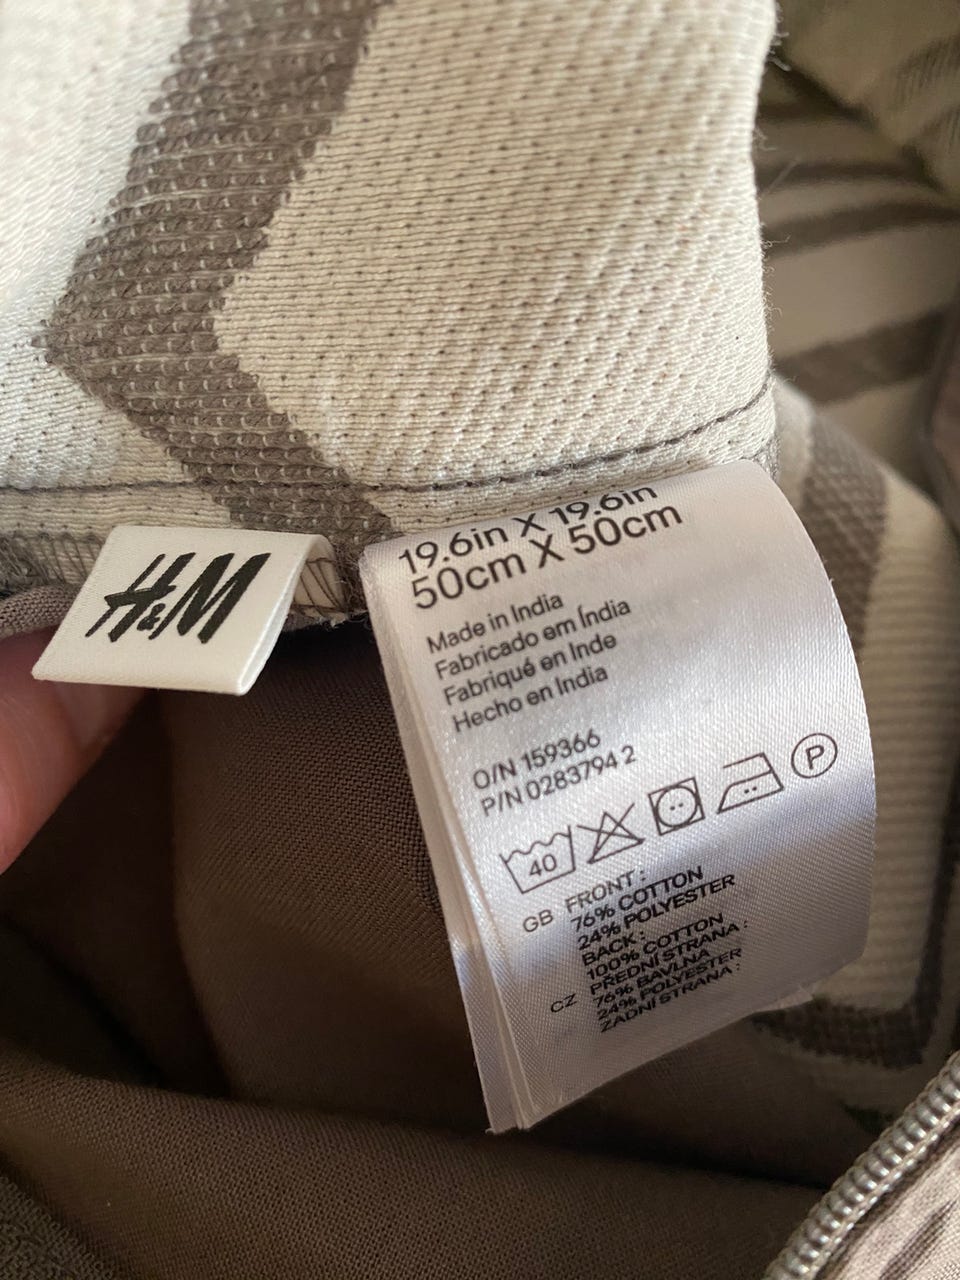 H&M
19.6in X 19.6in
50cm X 50cm
Made in India
Fabricado em Índia
Fabriqué en Inde
Hecho en India
O/N 159366
P/N 0283794 2
40 P
GB FRONT:
76% COTTON
24% POLYESTER
BACK:
100% COTTON
CZ PŘEDNÍ STRANA:
76% BAVLNA
24% POLYESTER
ZADNÍ STRANA: